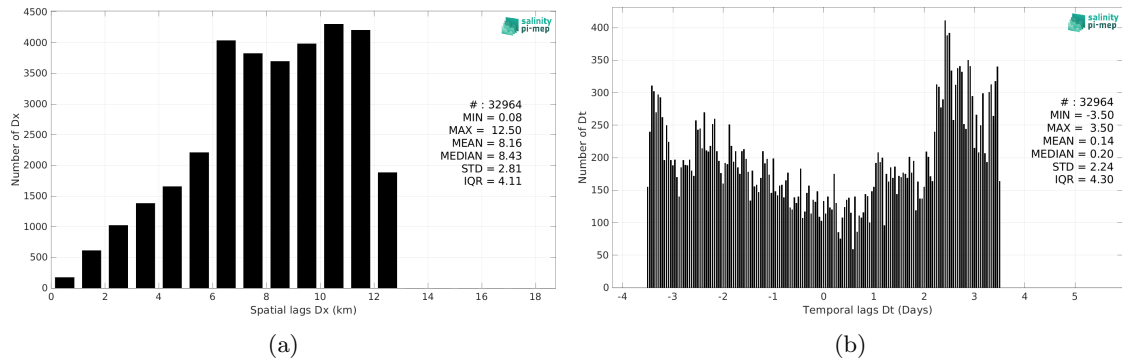 4500
4000
3500
3000
2500
2000
1500
1000
500
0
Number of Dx
salinity
pi-mep
# : 32964
MIN = 0.08
MAX = 12.50
MEAN = 8.16
MEDIAN = 8.43
STD = 2.81
IQR = 4.11
0 2 4 6 8 10 12 14 16 18
Spatial lags Dx (km)
(a)
400
350
300
250
200
150
100
50
0
Number of Dt
salinity
pi-mep
# : 32964
MIN = -3.50
MAX = 3.50
MEAN = 0.14
MEDIAN = 0.20
STD = 2.24
IQR = 4.30
-4 -3 -2 -1 0 1 2 3 4 5
Temporal lags Dt (Days)
(b)